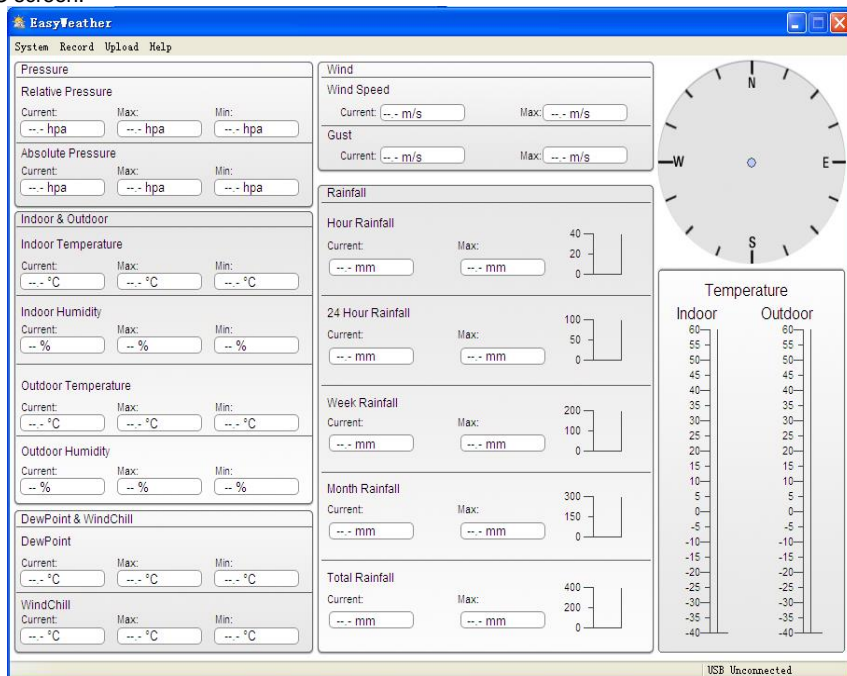 EasyWeather
System Record Upload Help
Pressure
Relative Pressure
Current: Max: Min:
--.- hpa --.- hpa --.- hpa
Absolute Pressure
Current: Max: Min:
--.- hpa --.- hpa --.- hpa
Indoor & Outdoor
Indoor Temperature
Current: Max: Min:
--.- °C --.- °C --.- °C
Indoor Humidity
Current: Max: Min:
-- % -- % -- %
Outdoor Temperature
Current: Max: Min:
--.- °C --.- °C --.- °C
Outdoor Humidity
Current: Max: Min:
-- % -- % -- %
DewPoint & WindChill
DewPoint
Current: Max: Min:
--.- °C --.- °C --.- °C
WindChill
Current: Max: Min:
--.- °C --.- °C --.- °C
Wind
Wind Speed
Current: --.- m/s Max: --.- m/s
Gust
Current: --.- m/s Max: --.- m/s
Rainfall
Hour Rainfall
Current: Max:
--.- mm --.- mm
40
20
0
24 Hour Rainfall
Current: Max:
--.- mm --.- mm
100
50
0
Week Rainfall
Current: Max:
--.- mm --.- mm
200
100
0
Month Rainfall
Current: Max:
--.- mm --.- mm
300
150
0
Total Rainfall
Current: Max:
--.- mm --.- mm
400
200
0
N
W E
S
Temperature
Indoor Outdoor
60 60
55 55
50 50
45 45
40 40
35 35
30 30
25 25
20 20
15 15
10 10
5 5
0 0
-5 -5
-10 -10
-15 -15
-20 -20
-25 -25
-30 -30
-35 -35
-40 -40
USB Unconnected